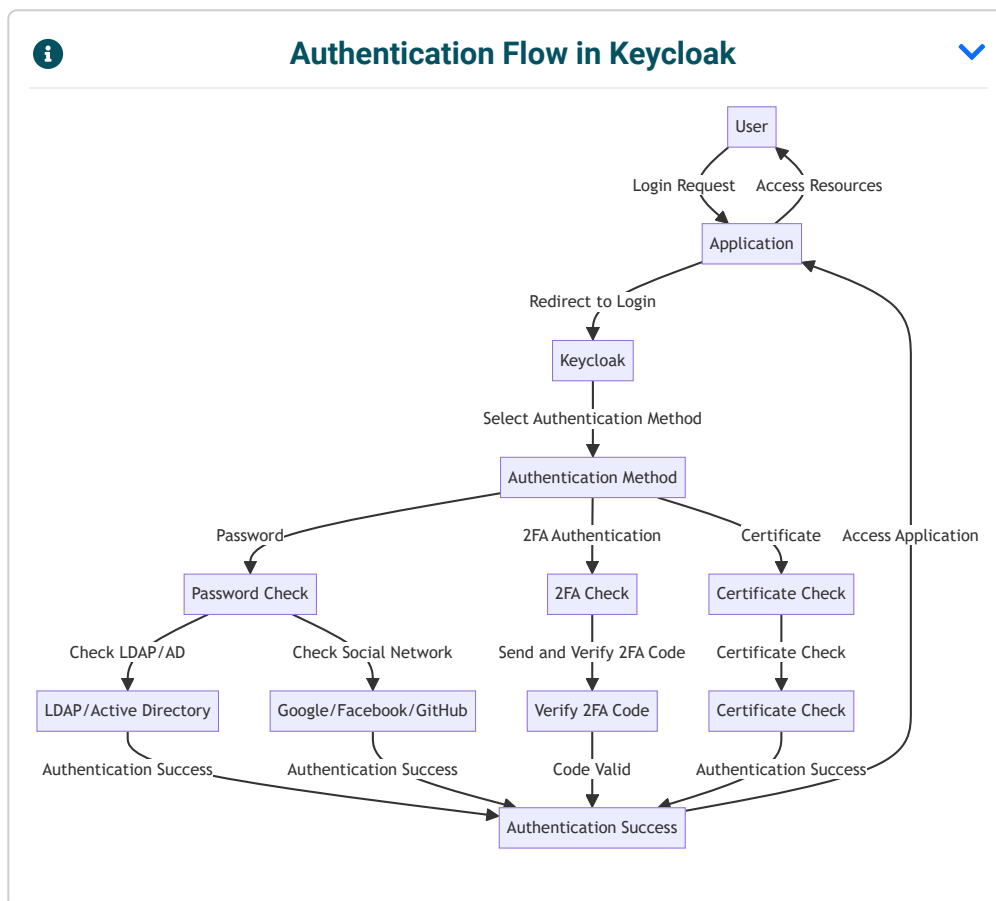 Authentication Flow in Keycloak
User
Login Request
Access Resources
Application
Redirect to Login
Keycloak
Select Authentication Method
Authentication Method
Password
2FA Authentication
Certificate
Access Application
Password Check
2FA Check
Certificate Check
Check LDAP/AD
Check Social Network
Send and Verify 2FA Code
Certificate Check
LDAP/Active Directory
Google/Facebook/GitHub
Verify 2FA Code
Certificate Check
Authentication Success
Authentication Success
Code Valid
Authentication Success
Authentication Success